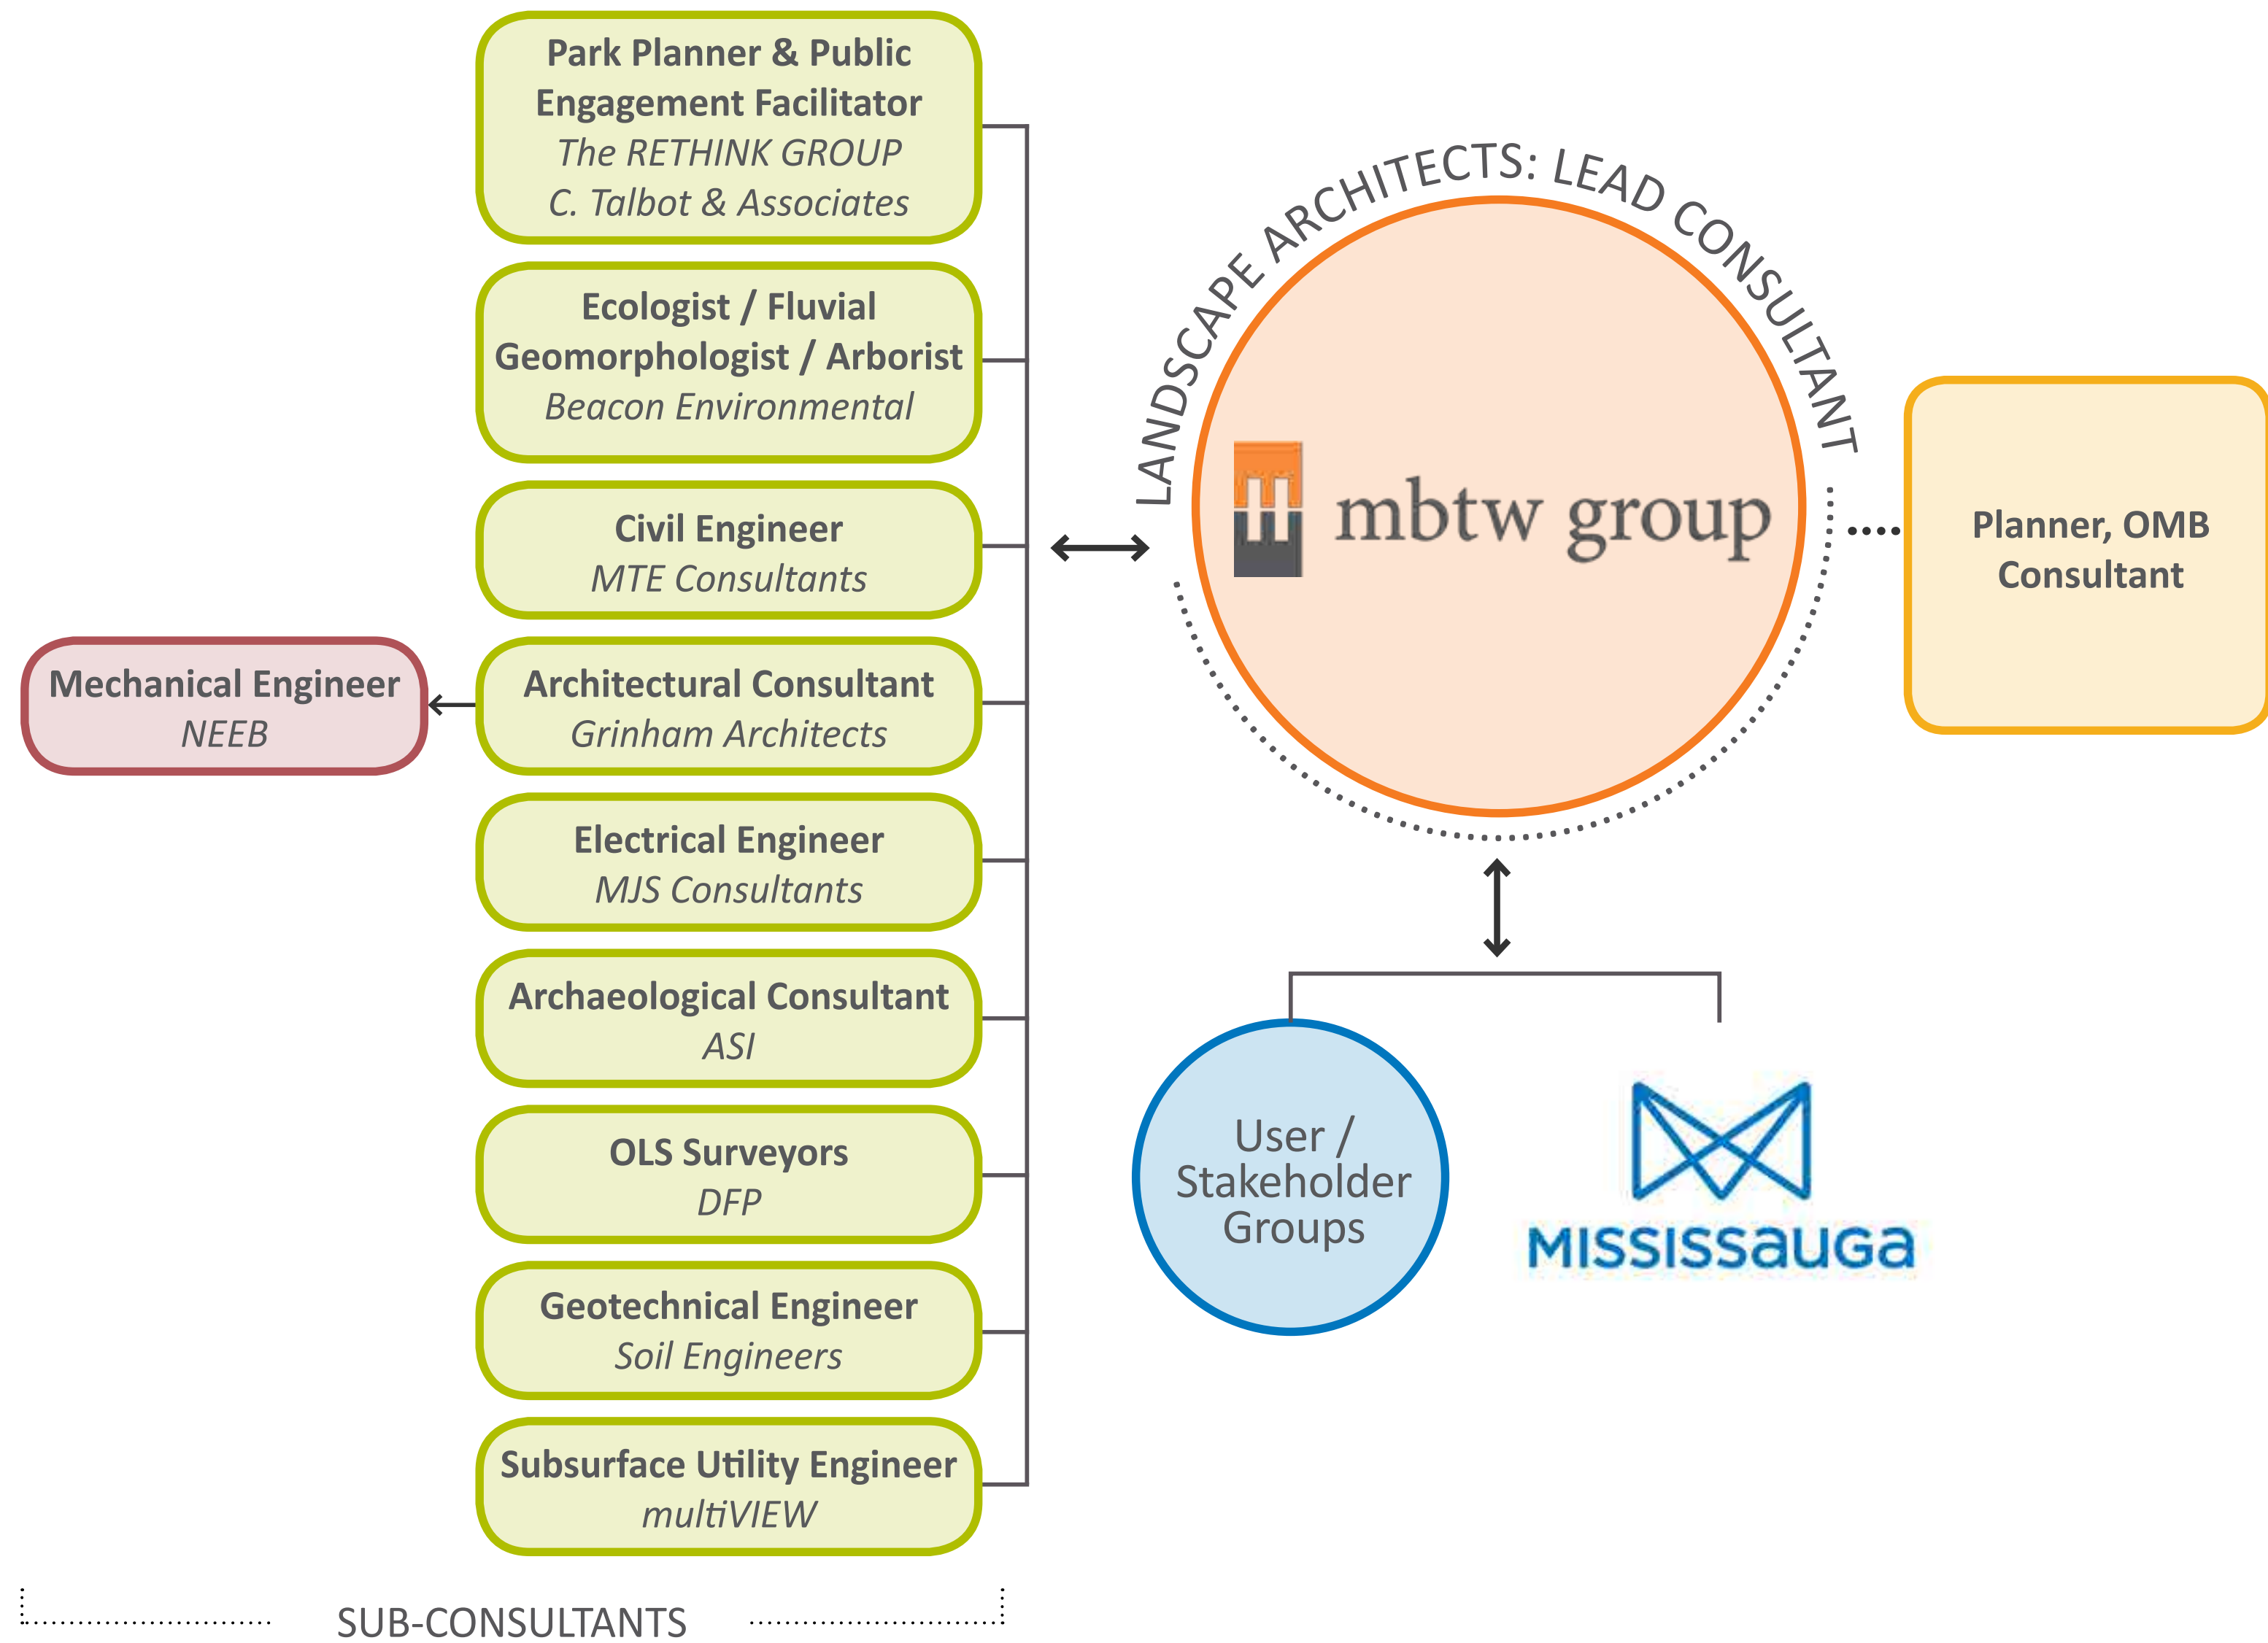 Park Planner & Public
Engagement Facilitator
The RETHINK GROUP
C. Talbot & Associates
Ecologist / Fluvial
Geomorphologist / Arborist
Beacon Environmental
Civil Engineer
MTE Consultants
Mechanical Engineer
NEEB
Architectural Consultant
Grinham Architects
Electrical Engineer
MJS Consultants
Archaeological Consultant
ASI
OLS Surveyors
DFP
Geotechnical Engineer
Soil Engineers
Subsurface Utility Engineer
multiVIEW
SUB-CONSULTANTS
LANDSCAPE ARCHITECTS: LEAD CONSULTANT
mbtw group
Planner, OMB
Consultant
User /
Stakeholder
Groups
MISSISSauGa